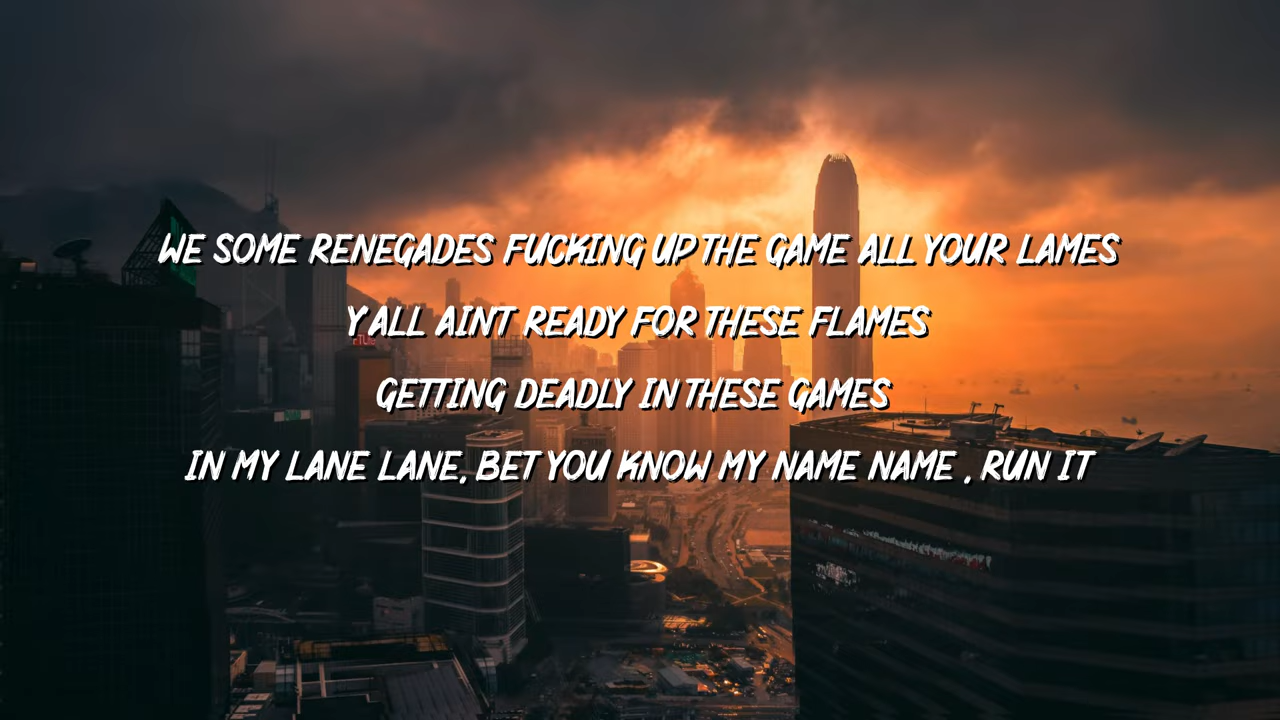 WE SOME RENEGADES FUCKING UP THE GAME ALL YOUR LAMES
Y ALL AINT READY FOR THESE FLAMES
GETTING DEADLY IN THESE GAMES
IN MY LANE LANE, BET YOU KNOW MY NAME NAME , RUN IT